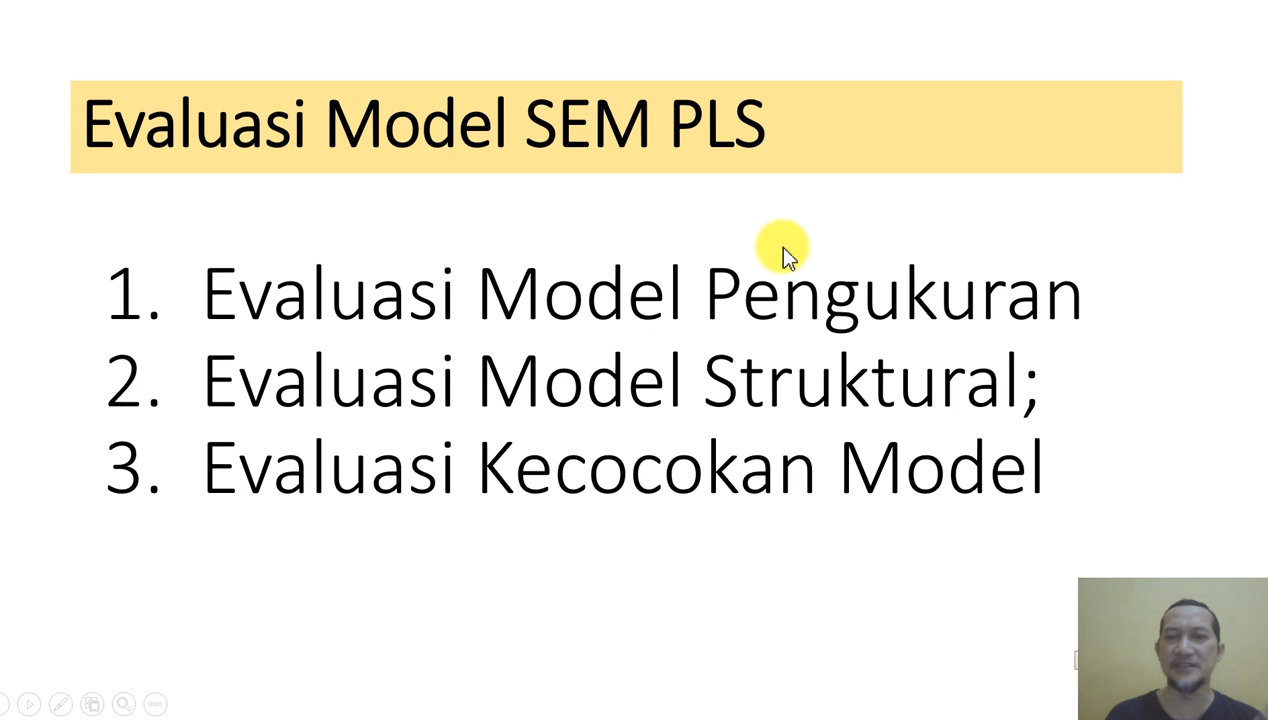 Evaluasi Model SEM PLS
1. Evaluasi Model Pengukuran
2. Evaluasi Model Struktural;
3. Evaluasi Kecocokan Model